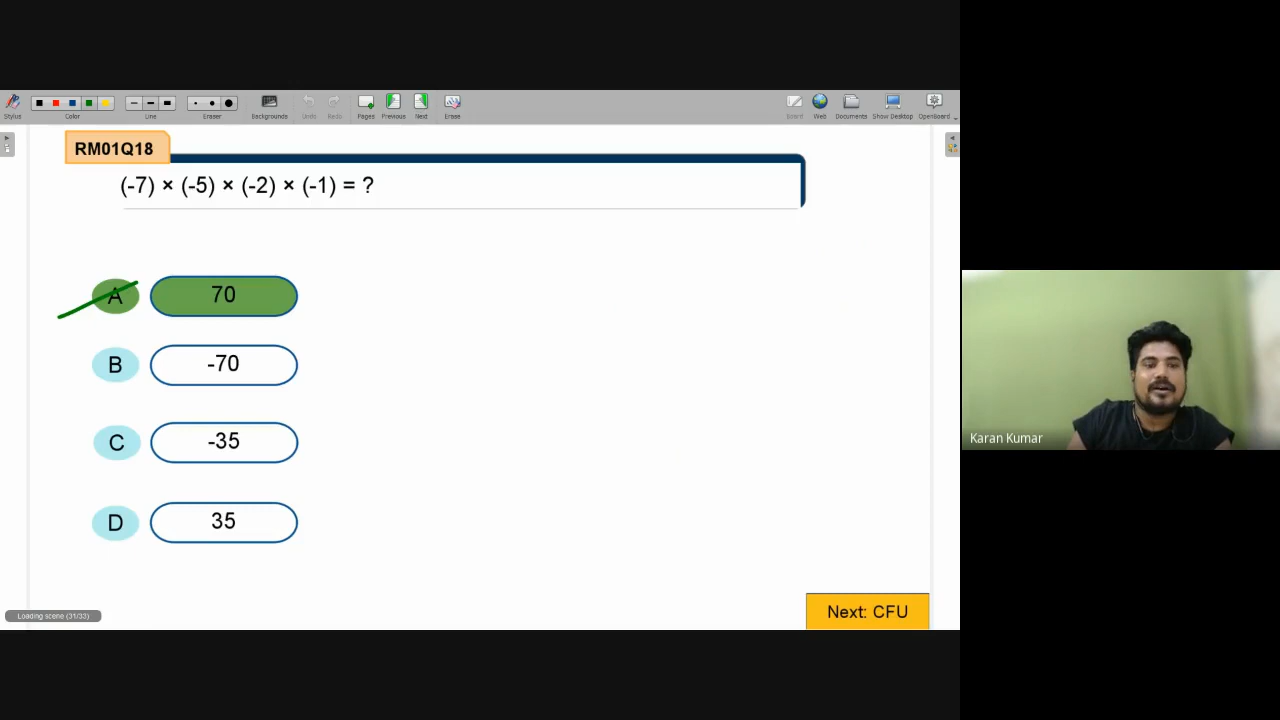 Stylus
Color
Line
Eraser
Backgrounds
Undo
Redo
Pages
Previous
Next
Erase
Board
Web
Documents
Show Desktop
OpenBoard
RM01Q18
(-7) × (-5) × (-2) × (-1) = ?
A 70
B -70
C -35
D 35
Karan Kumar
Loading scene (31/33)
Next: CFU